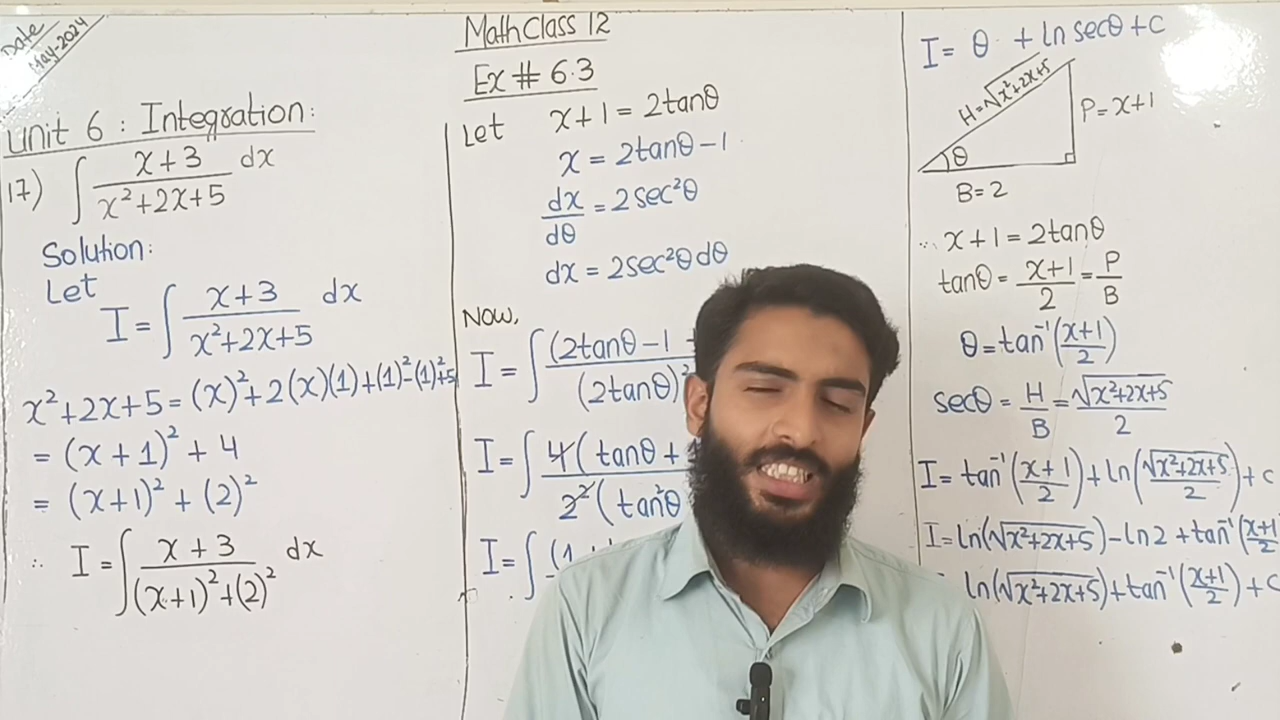 Date
May-2024
Unit 6 : Integration:
17) ∫ x+3 / x²+2x+5 dx
Solution:
Let
I = ∫ x+3 / x²+2x+5 dx
x²+2x+5 = (x)²+2(x)(1)+(1)²-(1)²+5
= (x+1)² + 4
= (x+1)² + (2)²
∴ I = ∫ x+3 / (x+1)²+(2)² dx
Math Class 12
Ex # 6.3
Let x+1 = 2tanθ
x = 2tanθ-1
dx/dθ = 2sec²θ
dx = 2sec²θdθ
Now,
I = ∫ (2tanθ-1 / (2tanθ)²
I = ∫ 4(tanθ + / 2²(tan²θ
I = ∫ (1
I = θ + ln secθ + c
H=√x²+2x+5
P= x+1
θ
B=2
∵ x+1 = 2tanθ
tanθ = x+1 / 2 = P/B
θ = tan⁻¹(x+1 / 2)
secθ = H/B = √x²+2x+5 / 2
I = tan⁻¹(x+1 / 2) + ln(√x²+2x+5 / 2) + c
I = ln(√x²+2x+5) - ln2 + tan⁻¹(x+1 / 2
ln(√x²+2x+5) + tan⁻¹(x+1 / 2) + c